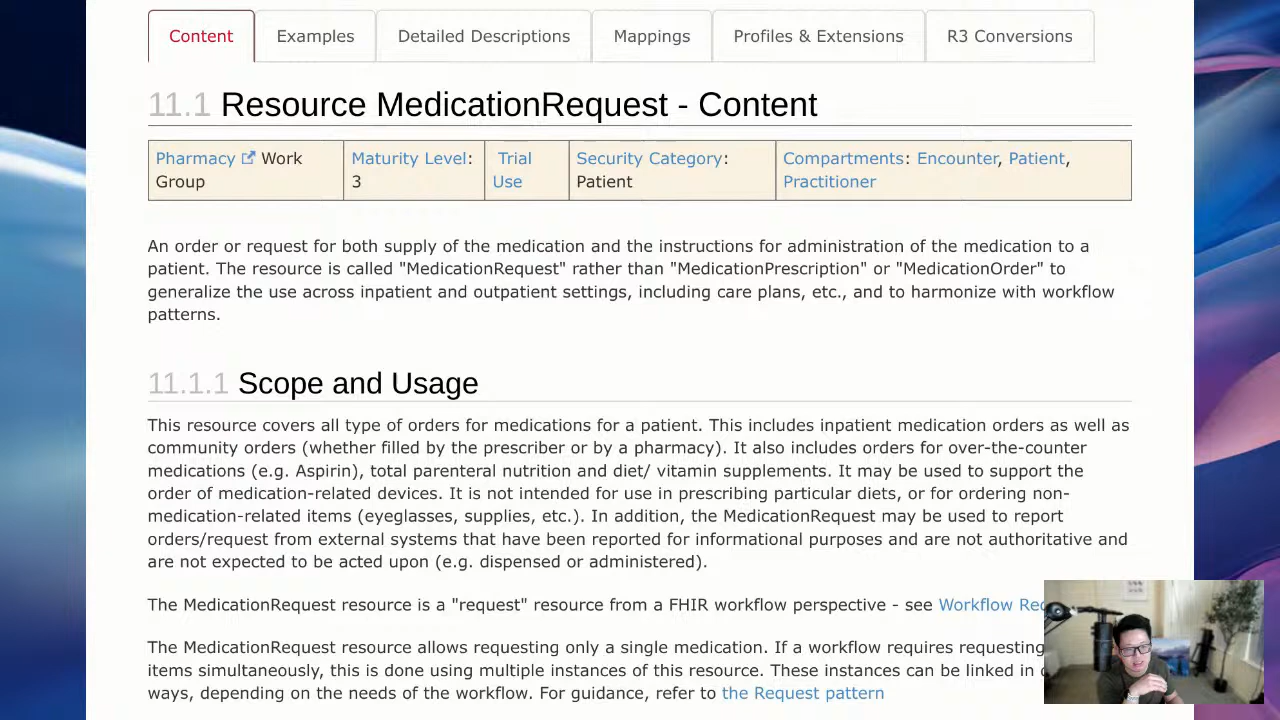 Content Examples Detailed Descriptions Mappings Profiles & Extensions R3 Conversions
11.1 Resource MedicationRequest - Content
Pharmacy Work Group
Maturity Level: 3
Trial Use
Security Category: Patient
Compartments: Encounter, Patient, Practitioner
An order or request for both supply of the medication and the instructions for administration of the medication to a
patient. The resource is called "MedicationRequest" rather than "MedicationPrescription" or "MedicationOrder" to
generalize the use across inpatient and outpatient settings, including care plans, etc., and to harmonize with workflow
patterns.
11.1.1 Scope and Usage
This resource covers all type of orders for medications for a patient. This includes inpatient medication orders as well as
community orders (whether filled by the prescriber or by a pharmacy). It also includes orders for over-the-counter
medications (e.g. Aspirin), total parenteral nutrition and diet/ vitamin supplements. It may be used to support the
order of medication-related devices. It is not intended for use in prescribing particular diets, or for ordering non-
medication-related items (eyeglasses, supplies, etc.). In addition, the MedicationRequest may be used to report
orders/request from external systems that have been reported for informational purposes and are not authoritative and
are not expected to be acted upon (e.g. dispensed or administered).
The MedicationRequest resource is a "request" resource from a FHIR workflow perspective - see Workflow
The MedicationRequest resource allows requesting only a single medication. If a workflow requires requesting
items simultaneously, this is done using multiple instances of this resource. These instances can be linked in
ways, depending on the needs of the workflow. For guidance, refer to the Request pattern